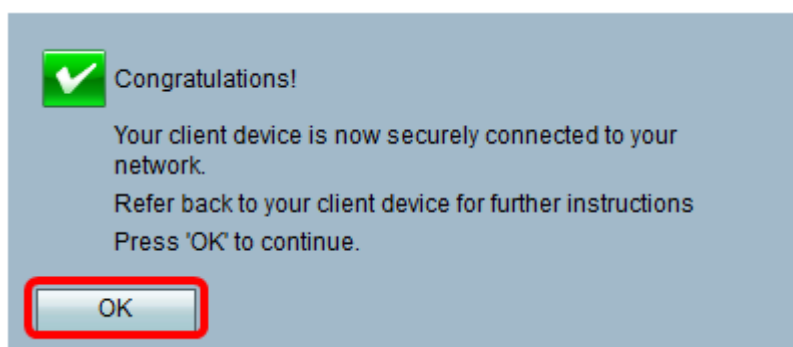 Congratulations!
Your client device is now securely connected to your
network.
Refer back to your client device for further instructions
Press 'OK' to continue.
OK